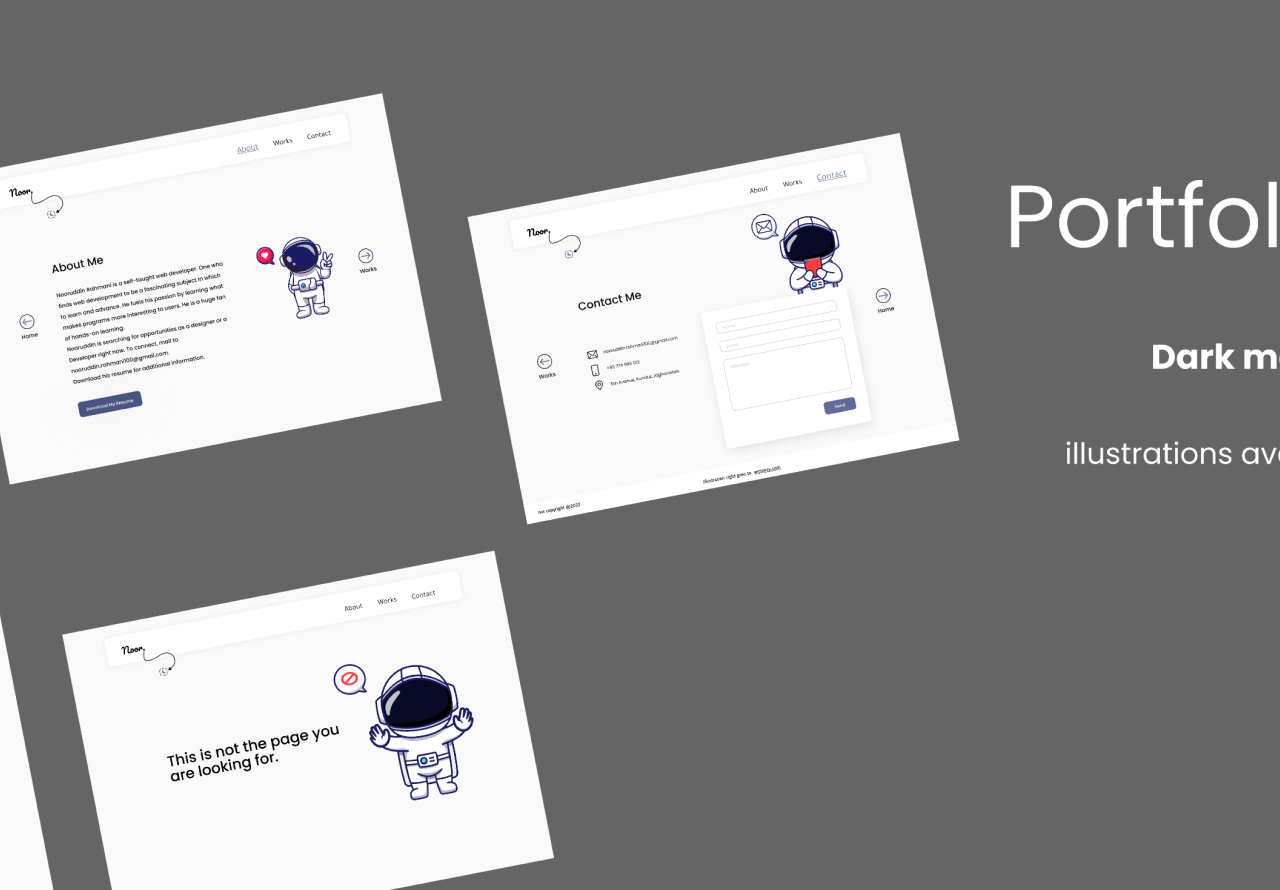 About
Works
Contact
Noor.
About Me
Nooruddin Rahmani is a self-taught web developer. One who
finds web development to be a fascinating subject in which
to learn and advance. He fuels his passion by learning what
makes programs more interesting to users. He is a huge fan
of hands-on learning.
Nooruddin is searching for opportunities as a designer or a
Developer right now. To connect, mail to
nooruddin.rahmani100@gmail.com.
Download his resume for additional information.
Download My Resume
Home
Works
About
Works
Contact
Noor.
Contact Me
nooruddin.rahmani100@gmail.com
5th Avenue, Kunduz, Afghanistan
Works
Home
Name
Email
Message
Send
Illustration right goes to
not copyright @2022
About
Works
Contact
Noor.
This is not the page you
are looking for.
Portfol
Dark m
illustrations av